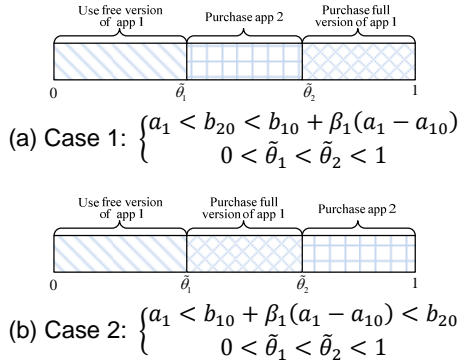 Use free version of app 1
Purchase app 2
Purchase full version of app 1
0
θ̃₁
θ̃₂
1
(a) Case 1: { a₁ < b₂₀ < b₁₀ + β₁(a₁ − a₁₀)
0 < θ̃₁ < θ̃₂ < 1
Use free version of app 1
Purchase full version of app 1
Purchase app 2
0
θ̃₁
θ̃₂
1
(b) Case 2: { a₁ < b₁₀ + β₁(a₁ − a₁₀) < b₂₀
0 < θ̃₁ < θ̃₂ < 1